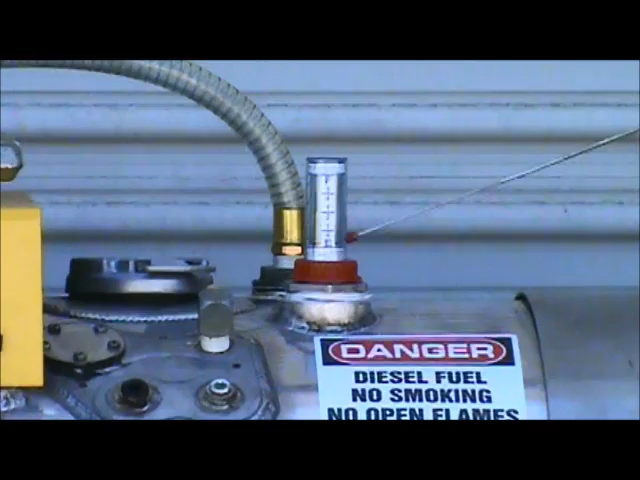 DANGER
DIESEL FUEL
NO SMOKING
NO OPEN FLAMES